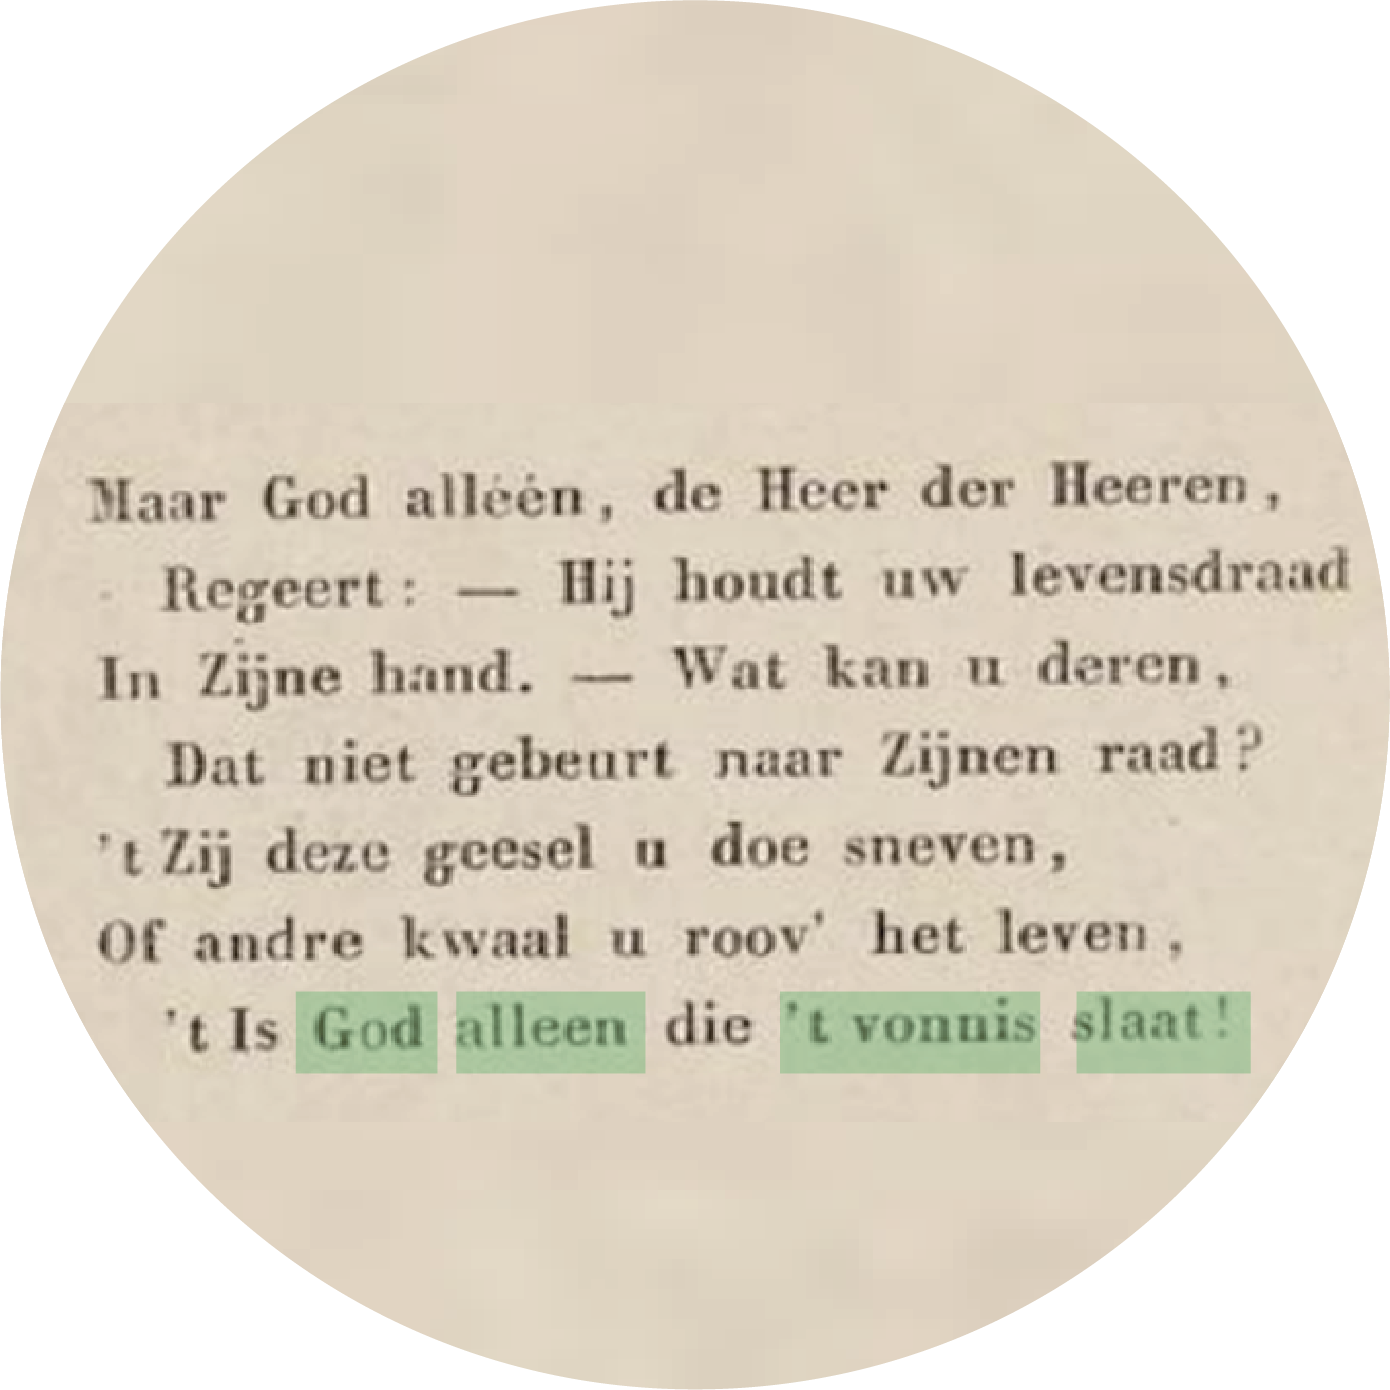 Maar God alléén, de Heer der Heeren,
Regeert: — Hij houdt uw levensdraad
In Zijne hand. — Wat kan u deren,
Dat niet gebeurt naar Zijnen raad?
't Zij deze geesel u doe sneven,
Of andre kwaal u roov' het leven,
't Is God alleen die 't vonnis slaat!